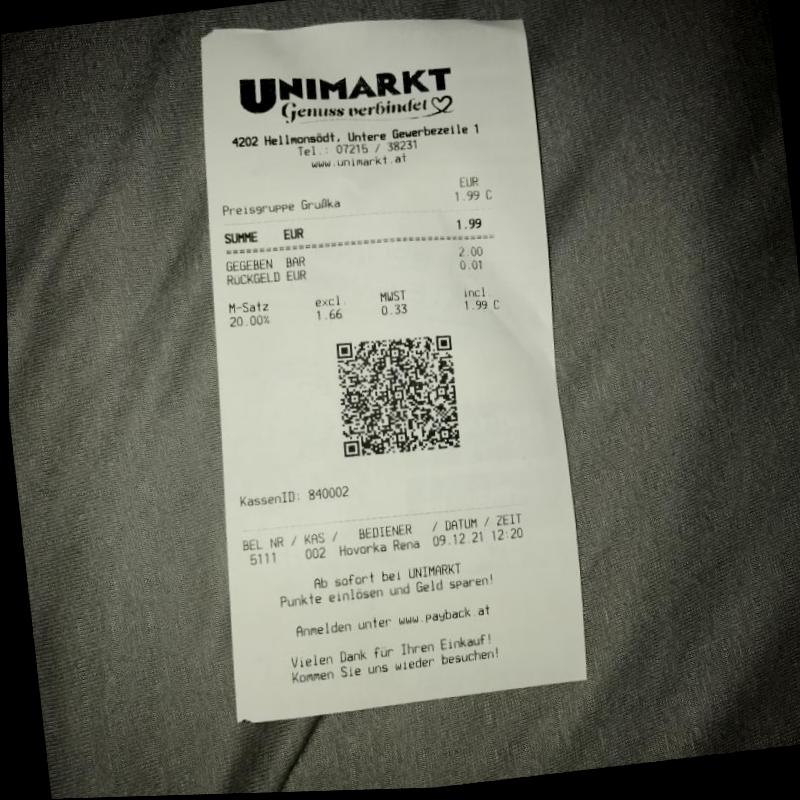 UNIMARKT
Genuss verbindet
4202 Hellmonsödt, Untere Gewerbezeile 1
Tel.: 07215 / 38231
www.unimarkt.at
EUR
Preisgruppe Grußka 1.99 C
SUMME EUR 1.99
================================================
GEGEBEN BAR 2.00
RÜCKGELD EUR 0.01
M-Satz excl. MWST incl.
20.00% 1.66 0.33 1.99 C
KassenID: 840002
BEL NR / KAS / BEDIENER / DATUM / ZEIT
5111 002 Hovorka Rena 09.12.21 12:20
Ab sofort bei UNIMARKT
Punkte einlösen und Geld sparen!
Anmelden unter www.payback.at
Vielen Dank für Ihren Einkauf!
Kommen Sie uns wieder besuchen!